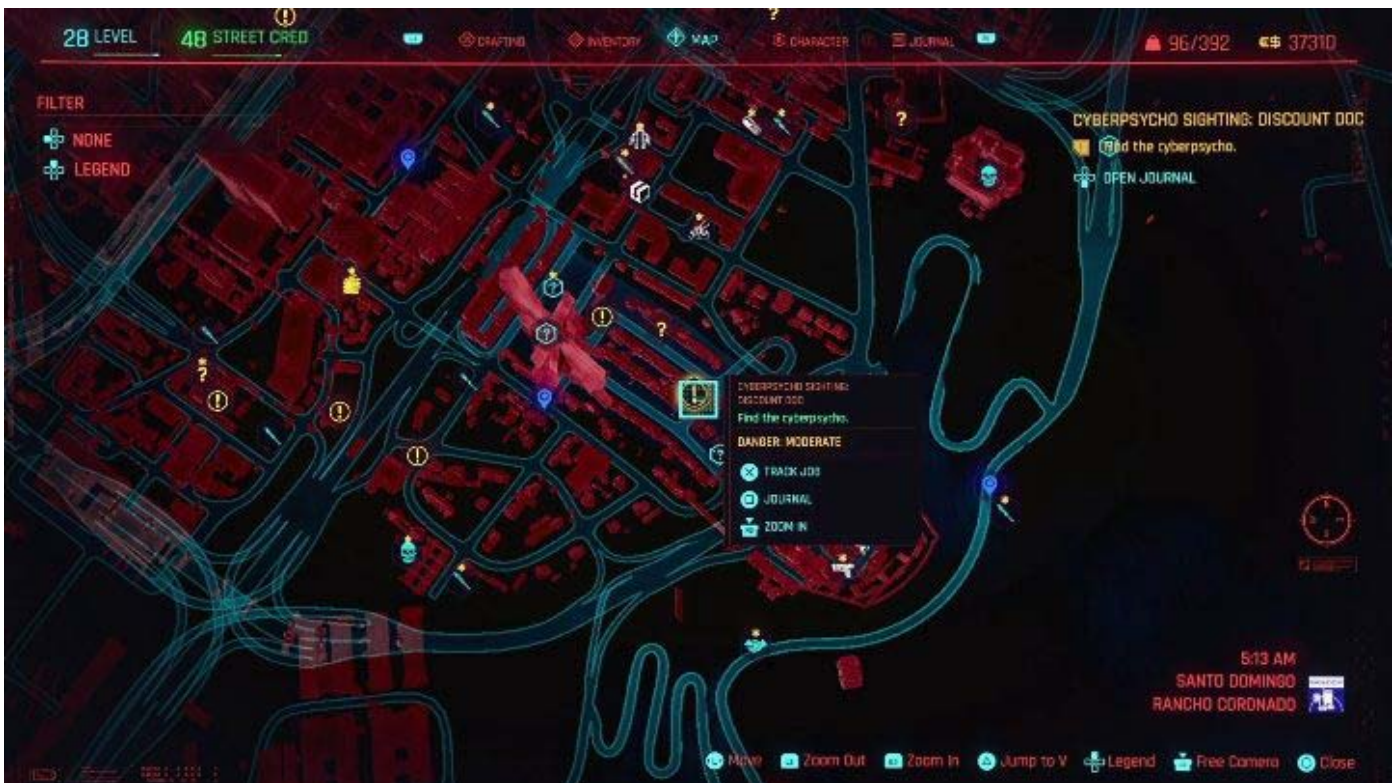 28 LEVEL
48 STREET CRED
CRAFTING
INVENTORY
MAP
CHARACTER
JOURNAL
96/392
€$ 37310
FILTER
NONE
LEGEND
CYBERPSYCHO SIGHTING: DISCOUNT DOC
Find the cyberpsycho.
OPEN JOURNAL
CYBERPSYCHO SIGHTING:
DISCOUNT DOC
Find the cyberpsycho.
DANGER: MODERATE
TRACK JOB
JOURNAL
ZOOM IN
5:13 AM
SANTO DOMINGO
RANCHO CORONADO
Move
Zoom Out
Zoom In
Jump to V
Legend
Free Camera
Close